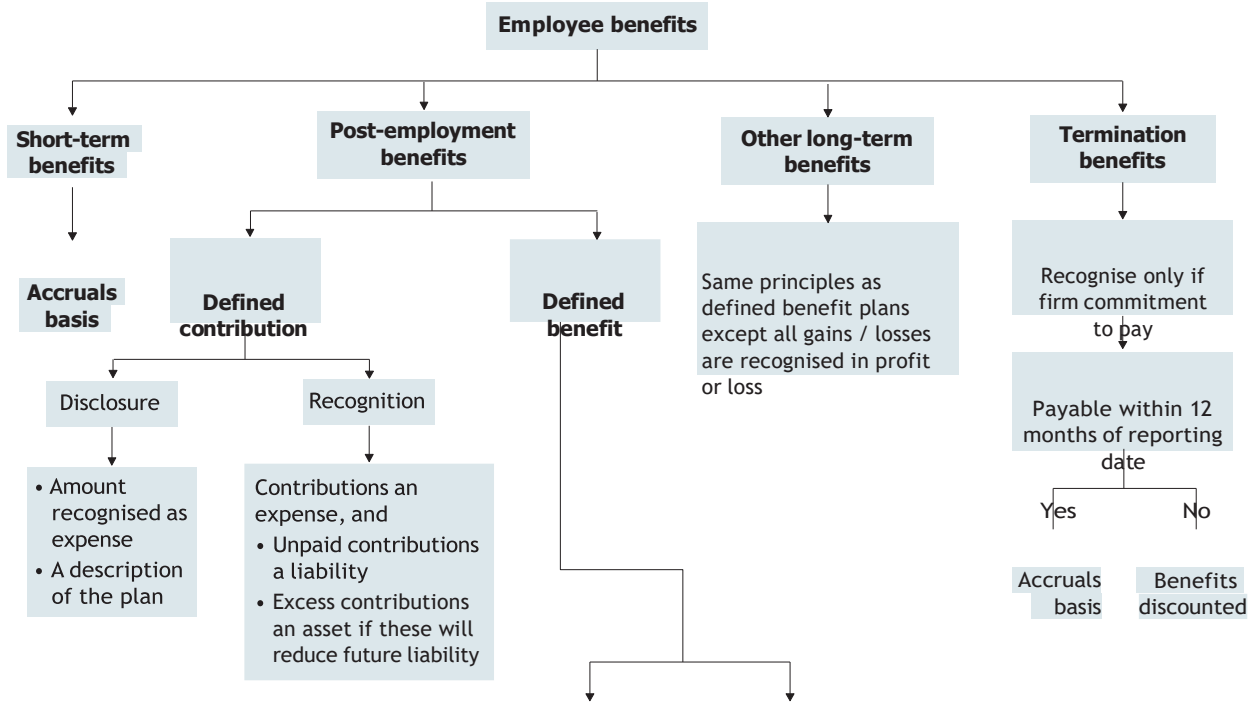 Employee benefits
Short-term
benefits
Post-employment
benefits
Other long-term
benefits
Termination
benefits
Accruals
basis
Defined
contribution
Defined
benefit
Same principles as
defined benefit plans
except all gains / losses
are recognised in profit
or loss
Recognise only if
firm commitment
to pay
Disclosure
Recognition
Payable within 12
months of reporting
date
• Amount
recognised as
expense
• A description
of the plan
Contributions an
expense, and
• Unpaid contributions
a liability
• Excess contributions
an asset if these will
reduce future liability
Yes
No
Accruals
basis
Benefits
discounted